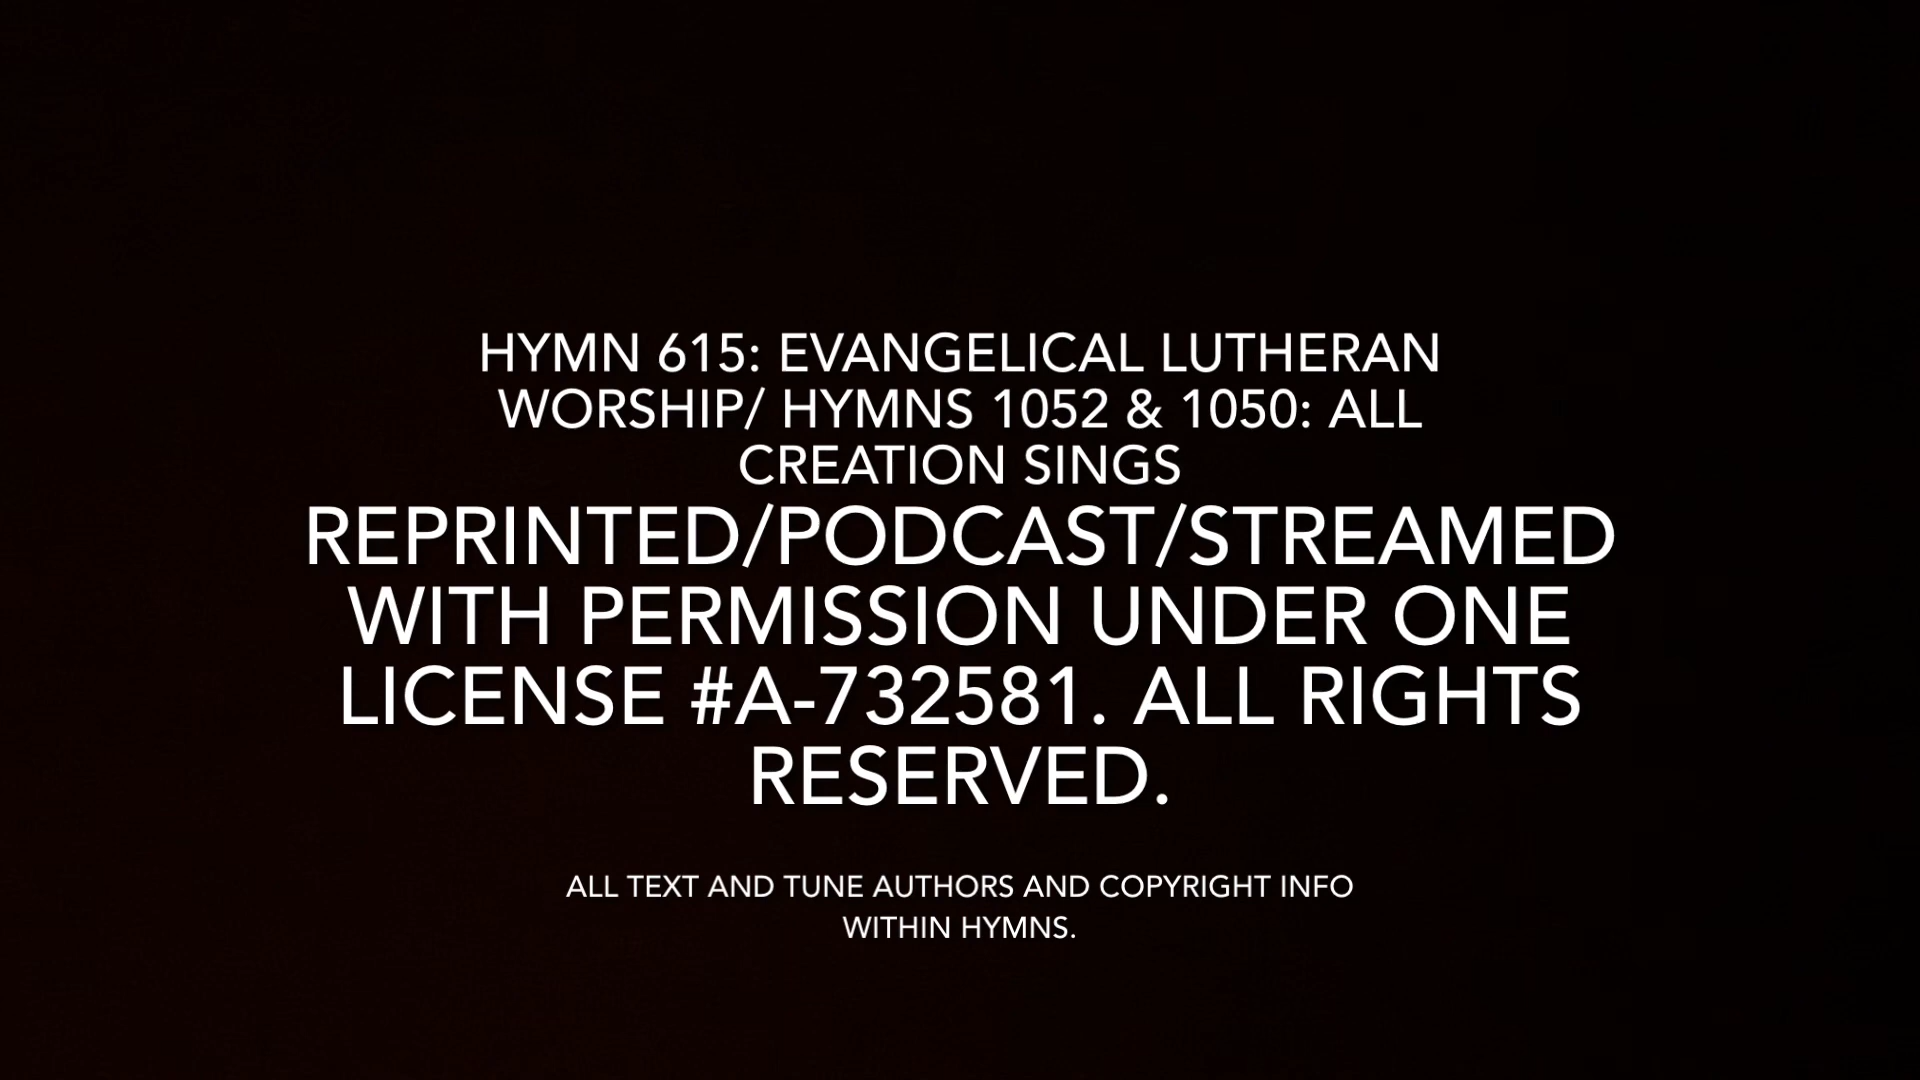 HYMN 615: EVANGELICAL LUTHERAN
WORSHIP/ HYMNS 1052 & 1050: ALL
CREATION SINGS
REPRINTED/PODCAST/STREAMED
WITH PERMISSION UNDER ONE
LICENSE #A-732581. ALL RIGHTS
RESERVED.
ALL TEXT AND TUNE AUTHORS AND COPYRIGHT INFO
WITHIN HYMNS.